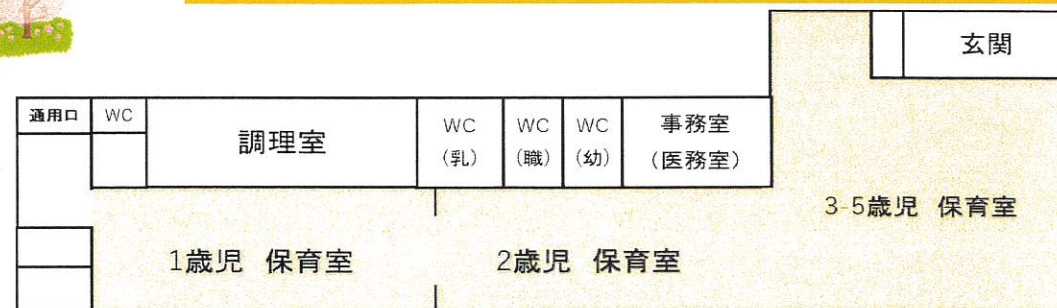 玄関
通用口
WC
調理室
WC
（乳）
WC
（職）
WC
（幼）
事務室
（医務室）
3-5歳児 保育室
1歳児 保育室
2歳児 保育室